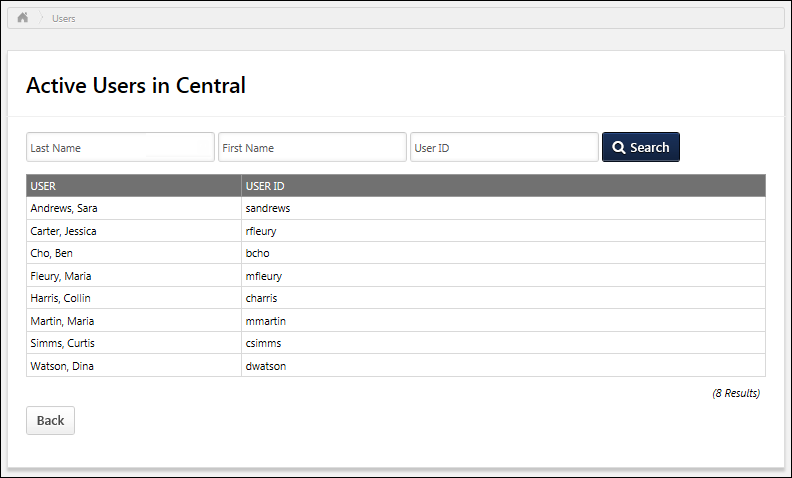 Users
Active Users in Central
Last Name First Name User ID Search
USER USER ID
Andrews, Sara sandrews
Carter, Jessica rfleury
Cho, Ben bcho
Fleury, Maria mfleury
Harris, Collin charris
Martin, Maria mmartin
Simms, Curtis csimms
Watson, Dina dwatson
(8 Results)
Back